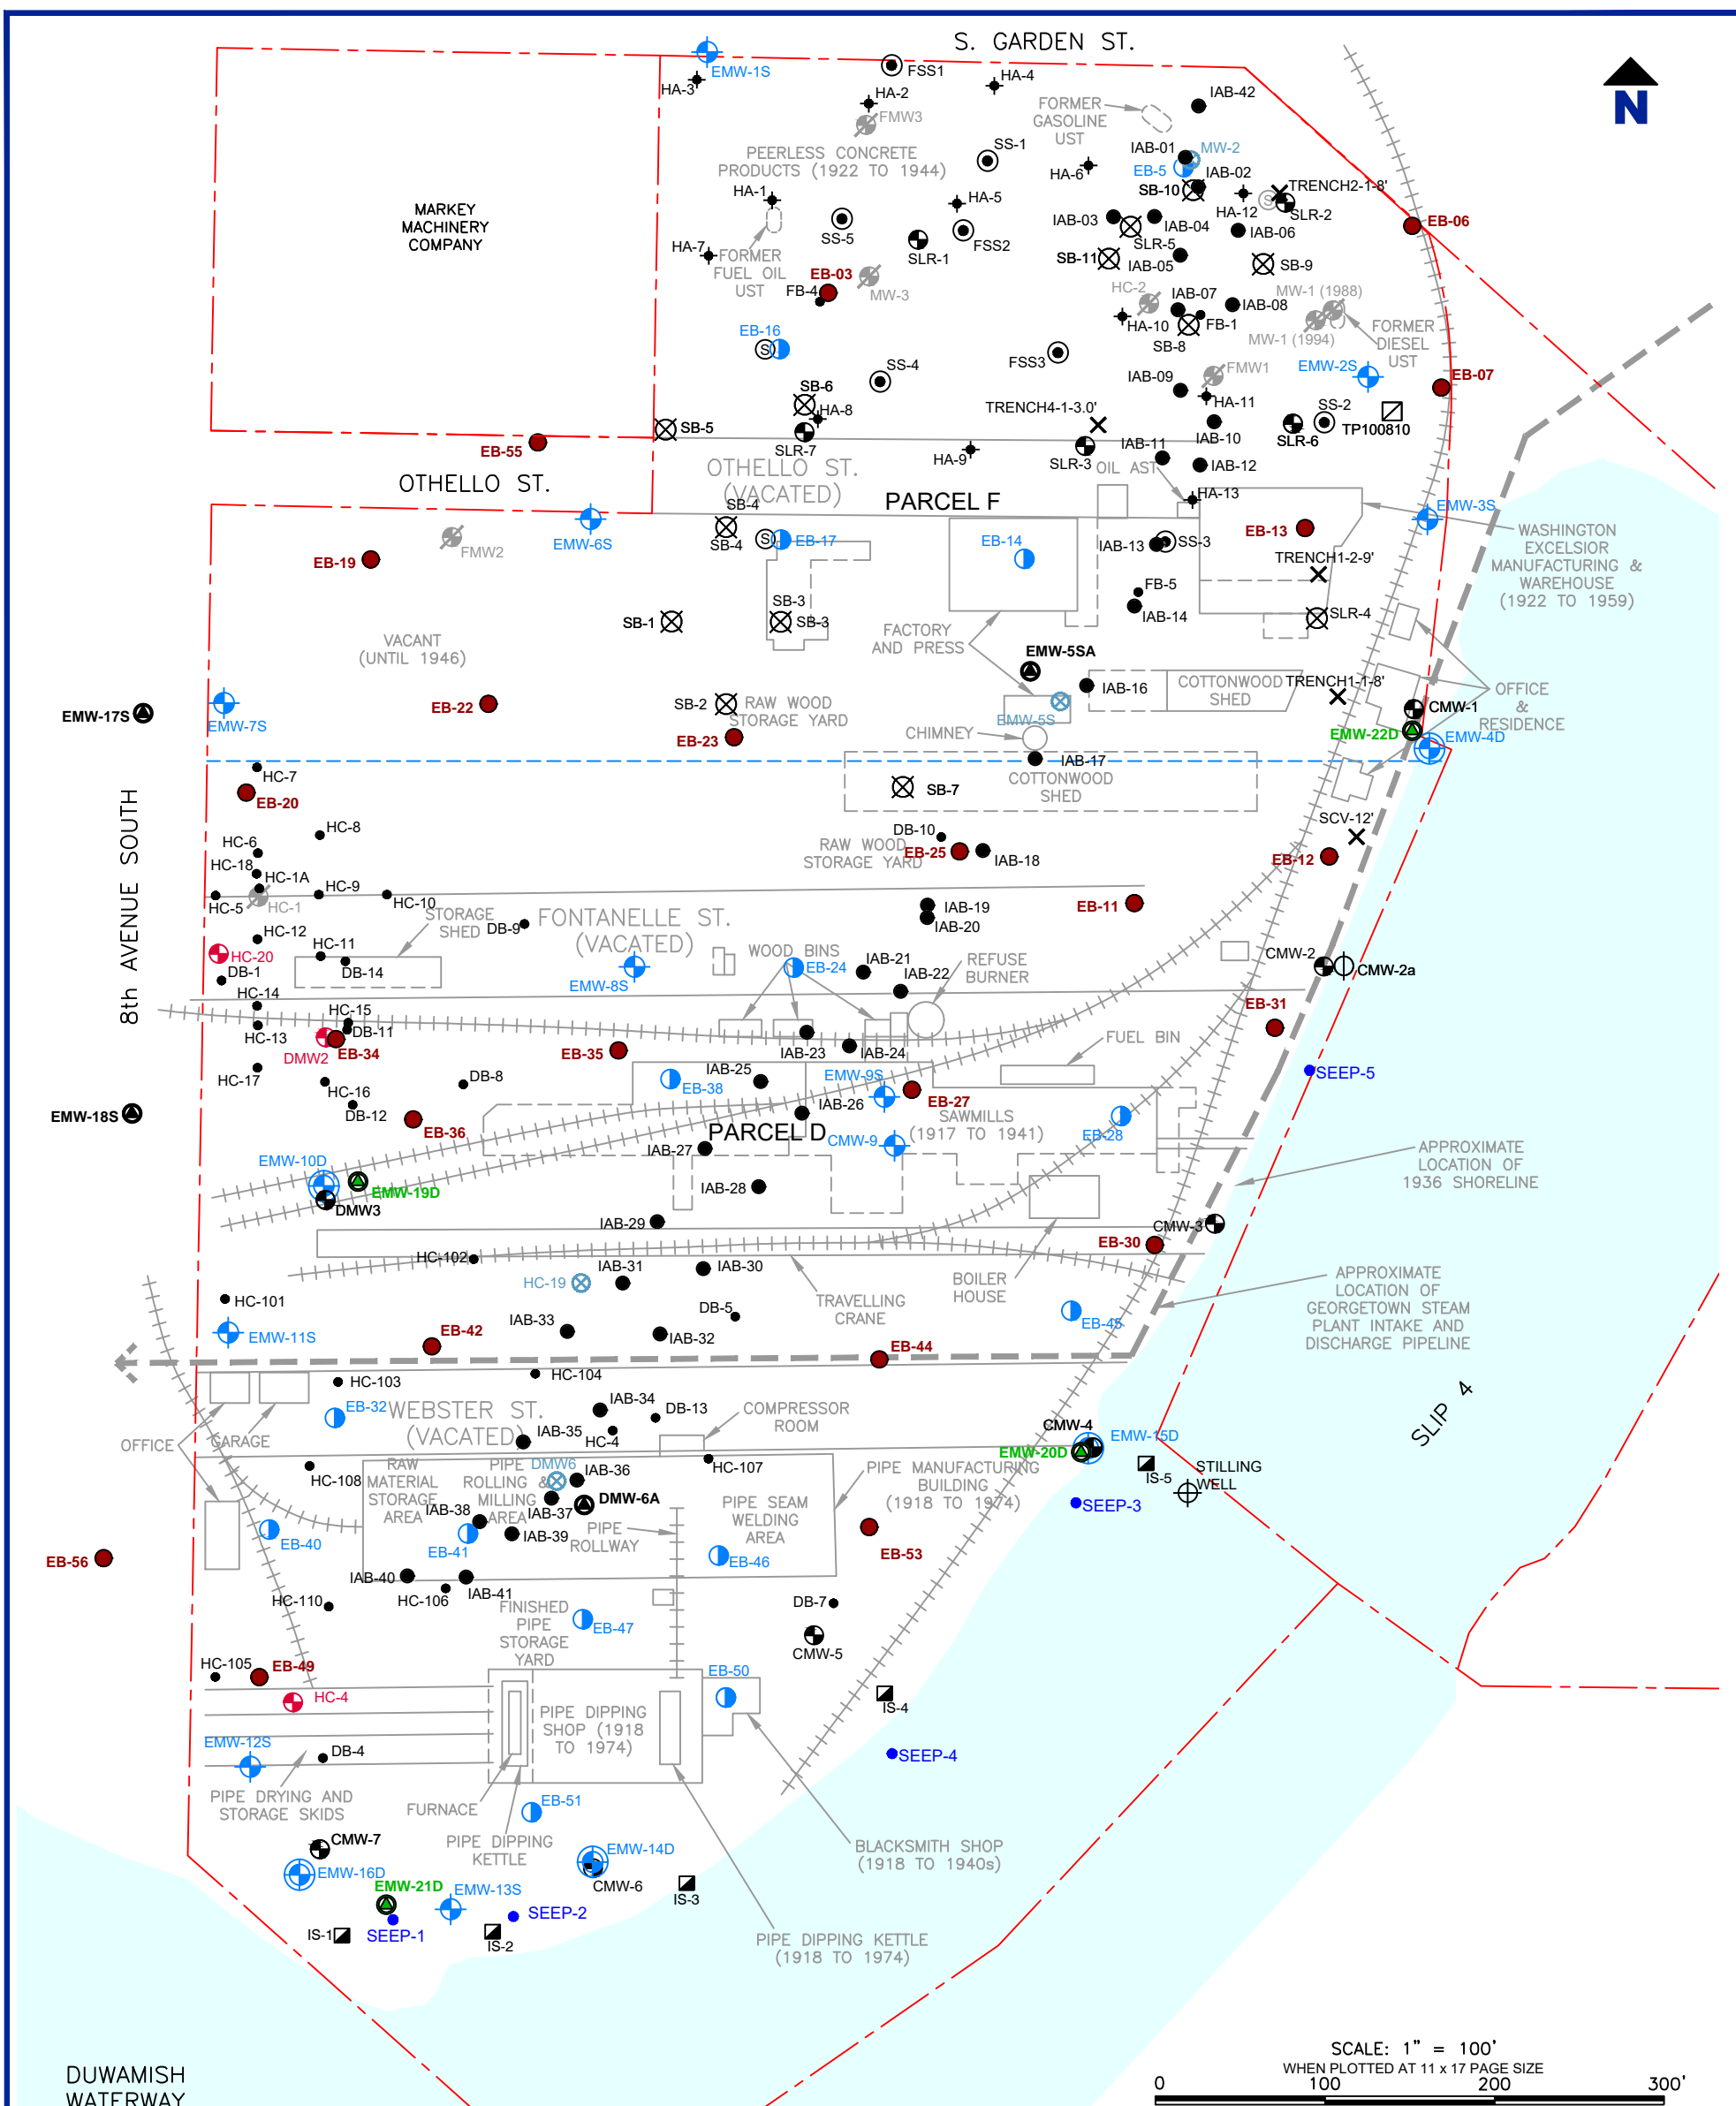 S. GARDEN ST.
N
EMW-1S
FSS1
HA-3
HA-2
HA-4
FMW3
FORMER
GASOLINE
UST
IAB-42
PEERLESS CONCRETE
PRODUCTS (1922 TO 1944)
SS-1
IAB-01
MW-2
EB-5
IAB-02
HA-6
SB-10
TRENCH2-1-8'
HA-1
HA-5
HA-12
S
SLR-2
MARKEY
MACHINERY
COMPANY
SS-5
FSS2
IAB-03
IAB-04
IAB-06
EB-06
SLR-5
HA-7
FORMER
FUEL OIL
UST
SLR-1
SB-11
IAB-05
SB-9
EB-03
FB-4
MW-3
HC-2
MW-1 (1988)
IAB-07
IAB-08
HA-10
FB-1
MW-1 (1994)
FORMER
DIESEL
UST
SB-8
EB-16
S
FSS3
SS-4
FMW1
EMW-2S
EB-07
IAB-09
SB-6
HA-8
HA-11
TRENCH4-1-3.0'
SS-2
TP100810
SB-5
SLR-7
IAB-10
SLR-6
EB-55
HA-9
SLR-3
IAB-11
IAB-12
OIL AST
OTHELLO ST.
OTHELLO ST.
(VACATED)
PARCEL F
HA-13
SB-4
SB-4
EMW-3S
EMW-6S
FMW2
S
EB-17
EB-14
IAB-13
SS-3
EB-13
WASHINGTON
EXCELSIOR
MANUFACTURING &
WAREHOUSE
(1922 TO 1959)
EB-19
TRENCH1-2-9'
FB-5
IAB-14
SB-1
SB-3
SB-3
SLR-4
VACANT
(UNTIL 1946)
FACTORY
AND PRESS
EMW-5SA
IAB-16
COTTONWOOD
SHED
TRENCH1-1-8'
OFFICE
&
RESIDENCE
EMW-17S
EMW-7S
EB-22
SB-2
RAW WOOD
STORAGE YARD
EMW-5S
CMW-1
EMW-22D
EMW-4D
EB-23
CHIMNEY
IAB-17
COTTONWOOD
SHED
HC-7
EB-20
SB-7
8th AVENUE SOUTH
HC-8
HC-6
DB-10
RAW WOOD
STORAGE YARD
EB-25
IAB-18
SCV-12'
EB-12
HC-18
HC-1A
HC-9
HC-5
HC-1
HC-10
STORAGE
SHED
FONTANELLE ST.
(VACATED)
DB-9
IAB-19
IAB-20
EB-11
HC-12
HC-20
HC-11
DB-14
DB-1
EMW-8S
WOOD BINS
EB-24
IAB-21
IAB-22
REFUSE
BURNER
CMW-2
CMW-2a
HC-14
HC-15
HC-13
DB-11
DMW2
EB-34
EB-35
IAB-23
IAB-24
EB-31
FUEL BIN
HC-17
HC-16
DB-8
IAB-25
EB-38
EMW-9S
SEEP-5
EMW-18S
DB-12
EB-36
IAB-26
EB-27
SAWMILLS
(1917 TO 1941)
EB-28
PARCEL D
CMW-9
IAB-27
APPROXIMATE
LOCATION OF
1936 SHORELINE
EMW-10D
EMW-19D
IAB-28
DMW3
IAB-29
CMW-3
EB-30
HC-102
IAB-31
IAB-30
HC-19
BOILER
HOUSE
APPROXIMATE
LOCATION OF
GEORGETOWN STEAM
PLANT INTAKE AND
DISCHARGE PIPELINE
HC-101
TRAVELLING
CRANE
DB-5
EMW-11S
IAB-33
IAB-32
EB-45
EB-42
EB-44
HC-103
HC-104
SLIP 4
EB-32
WEBSTER ST.
(VACATED)
IAB-34
DB-13
COMPRESSOR
ROOM
OFFICE
GARAGE
IAB-35
HC-4
CMW-4
EMW-15D
EMW-20D
HC-108
RAW
MATERIAL
STORAGE
AREA
PIPE
ROLLING &
MILLING
AREA
DMW6
IAB-36
HC-107
PIPE MANUFACTURING
BUILDING
(1918 TO 1974)
IS-5
STILLING
WELL
IAB-37
DMW-6A
PIPE SEAM
WELDING
AREA
SEEP-3
IAB-38
IAB-39
PIPE
ROLLWAY
EB-40
EB-41
EB-46
EB-53
EB-56
IAB-40
HC-106
IAB-41
HC-110
FINISHED
PIPE
STORAGE
YARD
EB-47
DB-7
CMW-5
HC-105
EB-49
HC-4
EB-50
IS-4
PIPE DIPPING
SHOP (1918
TO 1974)
EMW-12S
DB-4
SEEP-4
PIPE DRYING AND
STORAGE SKIDS
FURNACE
EB-51
PIPE DIPPING
KETTLE
BLACKSMITH SHOP
(1918 TO 1940s)
CMW-7
EMW-14D
EMW-16D
CMW-6
EMW-21D
EMW-13S
IS-3
SEEP-1
SEEP-2
IS-1
IS-2
PIPE DIPPING KETTLE
(1918 TO 1974)
DUWAMISH
WATERWAY
SCALE: 1" = 100'
WHEN PLOTTED AT 11 x 17 PAGE SIZE
0 100 200 300'